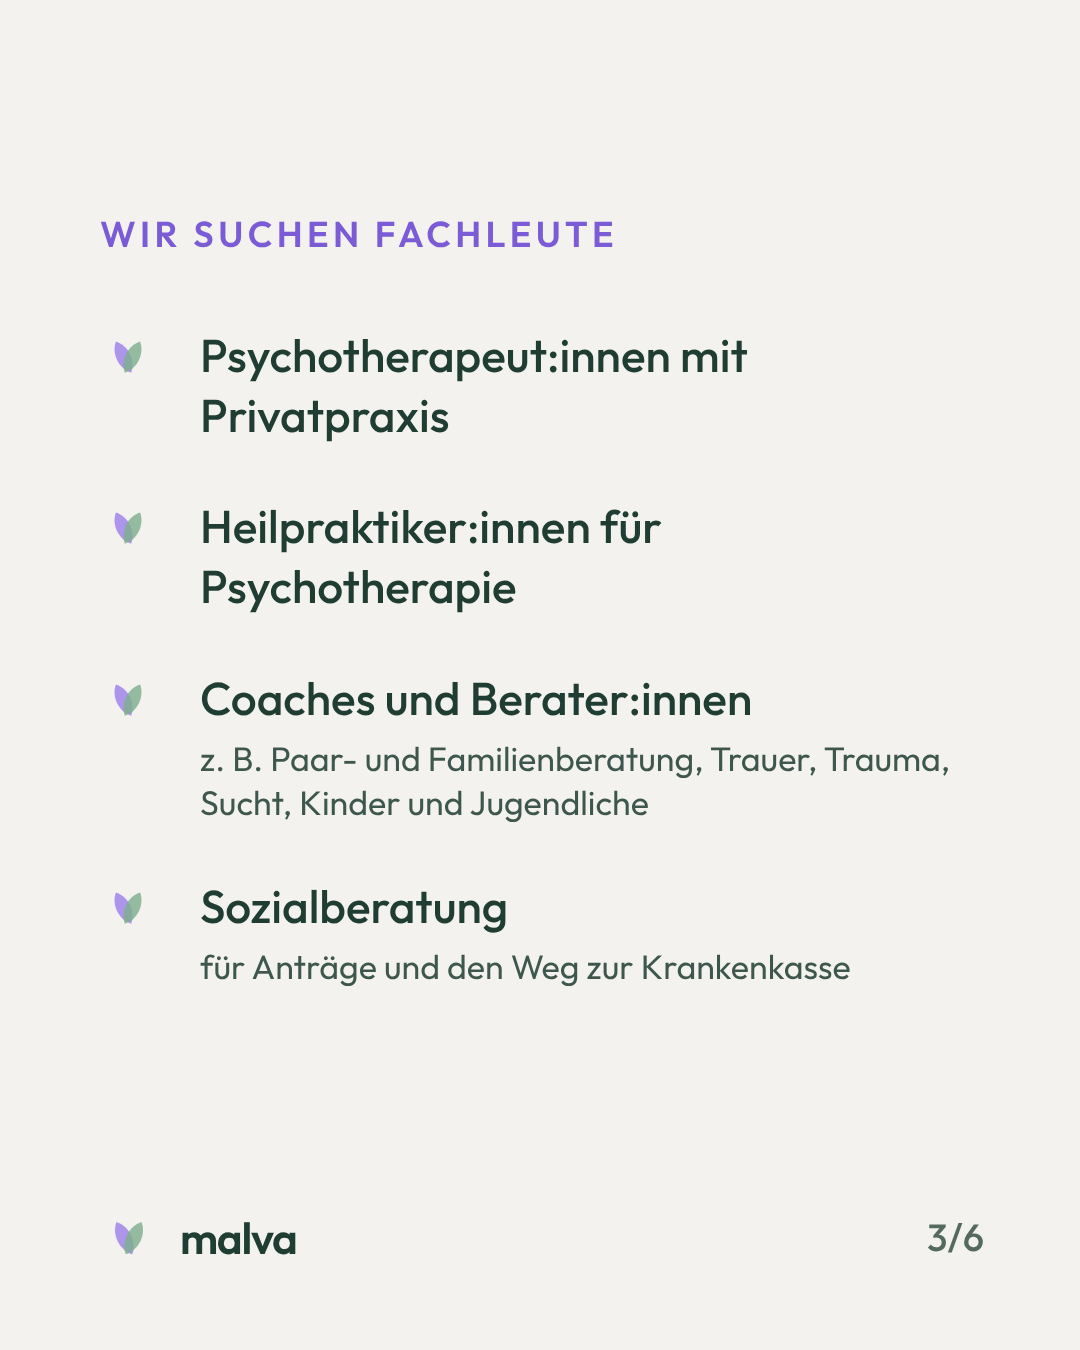 WIR SUCHEN FACHLEUTE
Psychotherapeut:innen mit
Privatpraxis
Heilpraktiker:innen für
Psychotherapie
Coaches und Berater:innen
z. B. Paar- und Familienberatung, Trauer, Trauma,
Sucht, Kinder und Jugendliche
Sozialberatung
für Anträge und den Weg zur Krankenkasse
malva
3/6